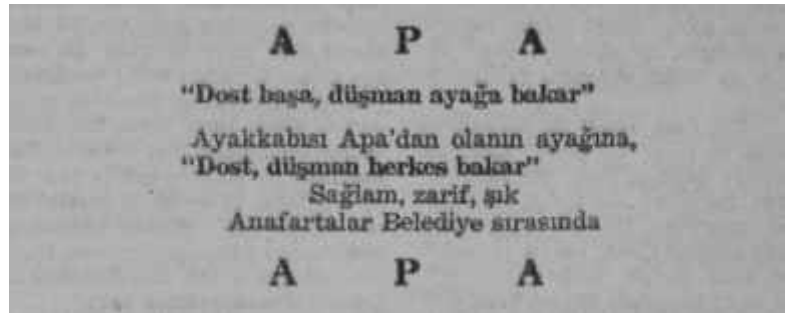 A P A
"Dost başa, düşman ayağa bakar"
Ayakkabısı Apa'dan olanın ayağına,
"Dost, düşman herkes bakar"
Sağlam, zarif, şık
Anafartalar Belediye sırasında
A P A